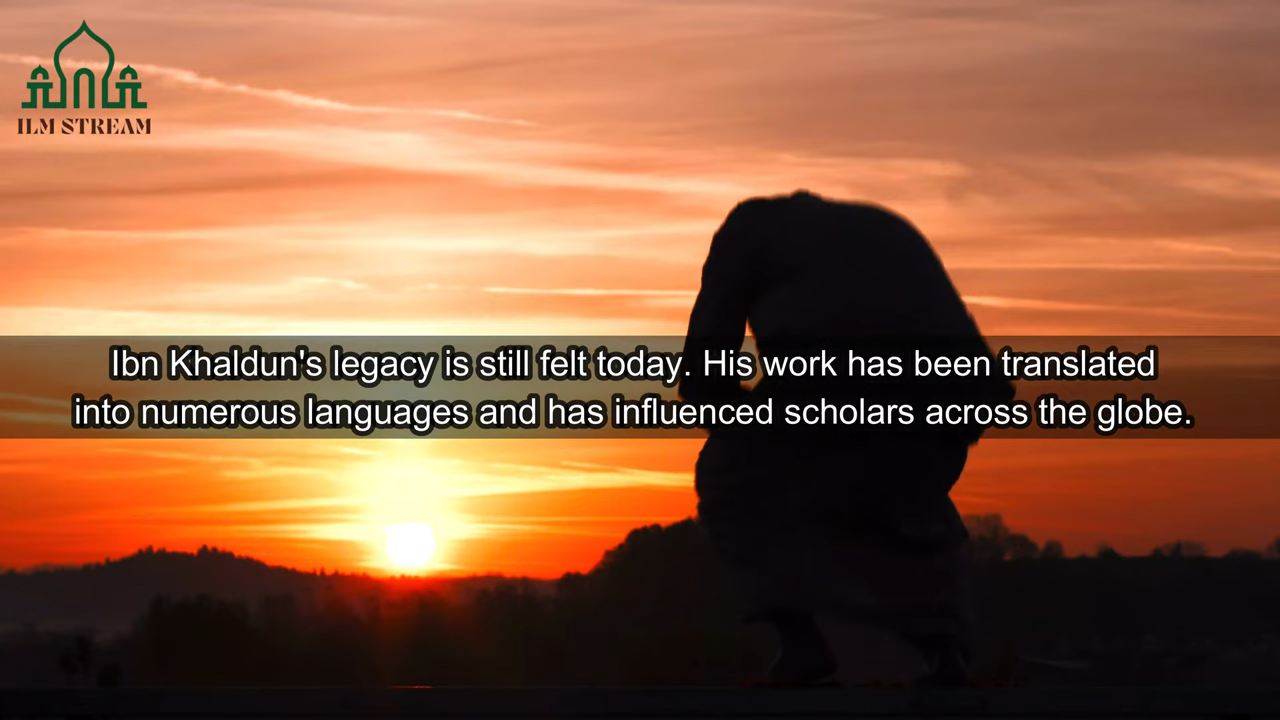 ILM STREAM
Ibn Khaldun's legacy is still felt today. His work has been translated
into numerous languages and has influenced scholars across the globe.